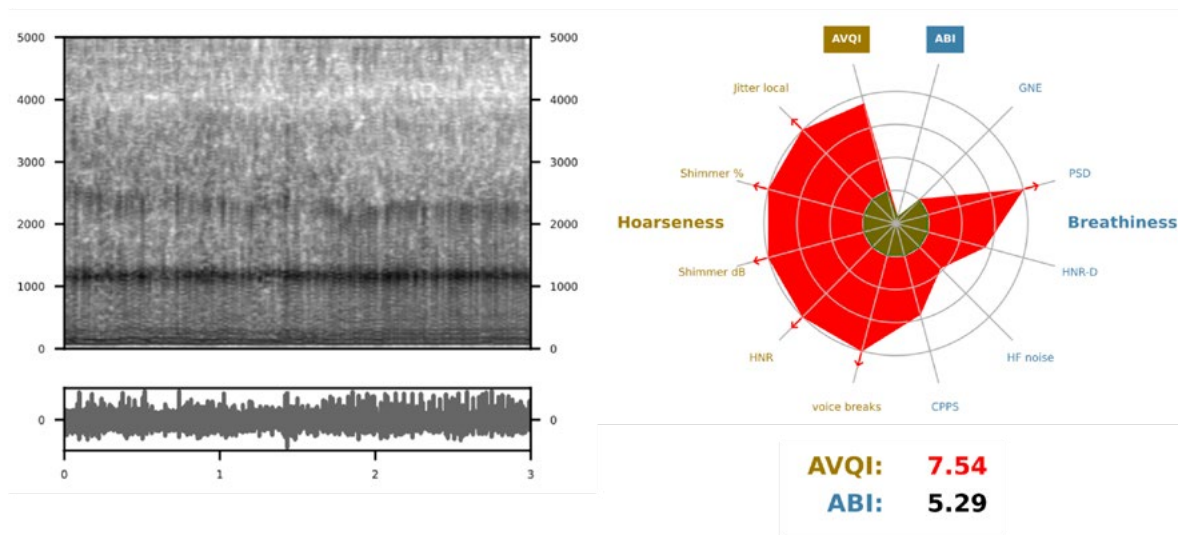 5000
5000
4000
4000
3000
3000
2000
2000
1000
1000
0
0
0
0
0
1
2
3
AVQI
ABI
Jitter local
GNE
Shimmer %
PSD
Hoarseness
Breathiness
Shimmer dB
HNR-D
HNR
HF noise
voice breaks
CPPS
AVQI: 7.54
ABI: 5.29